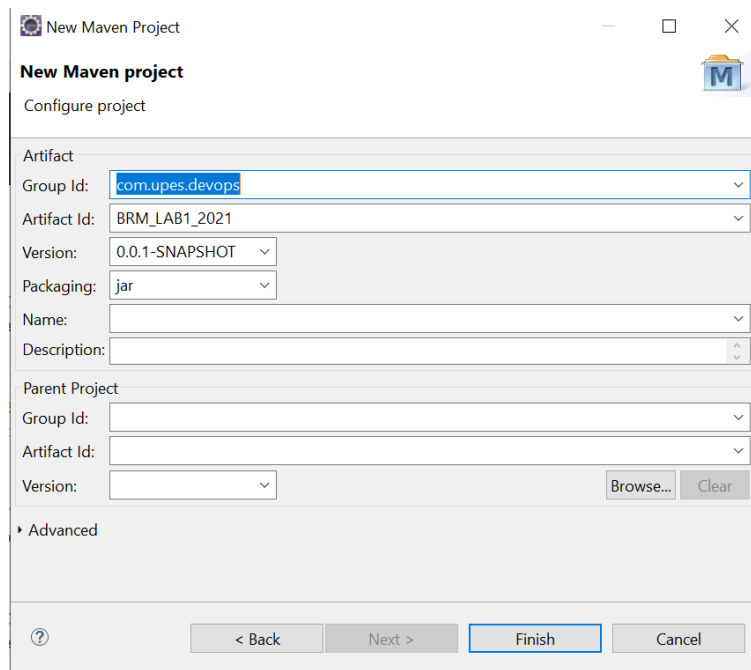 New Maven Project
New Maven project
M
Configure project
Artifact
Group Id: com.upes.devops
Artifact Id: BRM_LAB1_2021
Version: 0.0.1-SNAPSHOT
Packaging: jar
Name:
Description:
Parent Project
Group Id:
Artifact Id:
Version: Browse... Clear
Advanced
? < Back Next > Finish Cancel